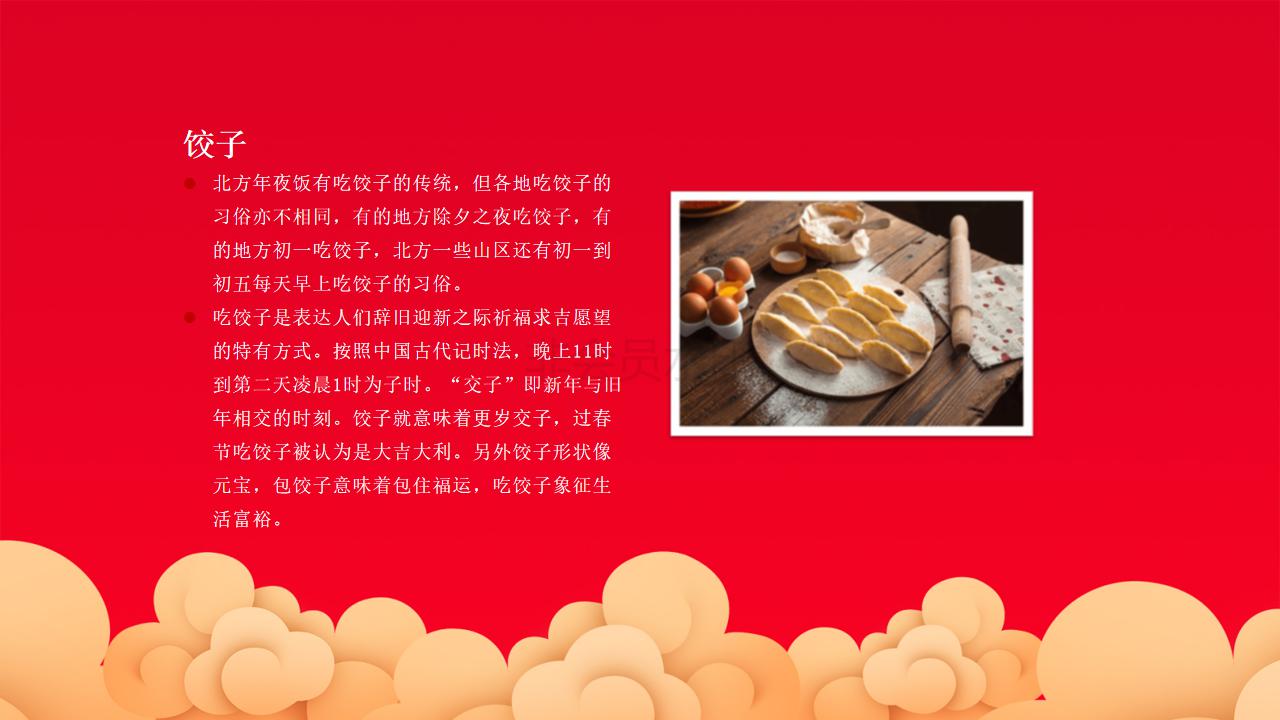 饺子
北方年夜饭有吃饺子的传统，但各地吃饺子的
习俗亦不相同，有的地方除夕之夜吃饺子，有
的地方初一吃饺子，北方一些山区还有初一到
初五每天早上吃饺子的习俗。
吃饺子是表达人们辞旧迎新之际祈福求吉愿望
的特有方式。按照中国古代记时法，晚上11时
到第二天凌晨1时为子时。“交子”即新年与旧
年相交的时刻。饺子就意味着更岁交子，过春
节吃饺子被认为是大吉大利。另外饺子形状像
元宝，包饺子意味着包住福运，吃饺子象征生
活富裕。